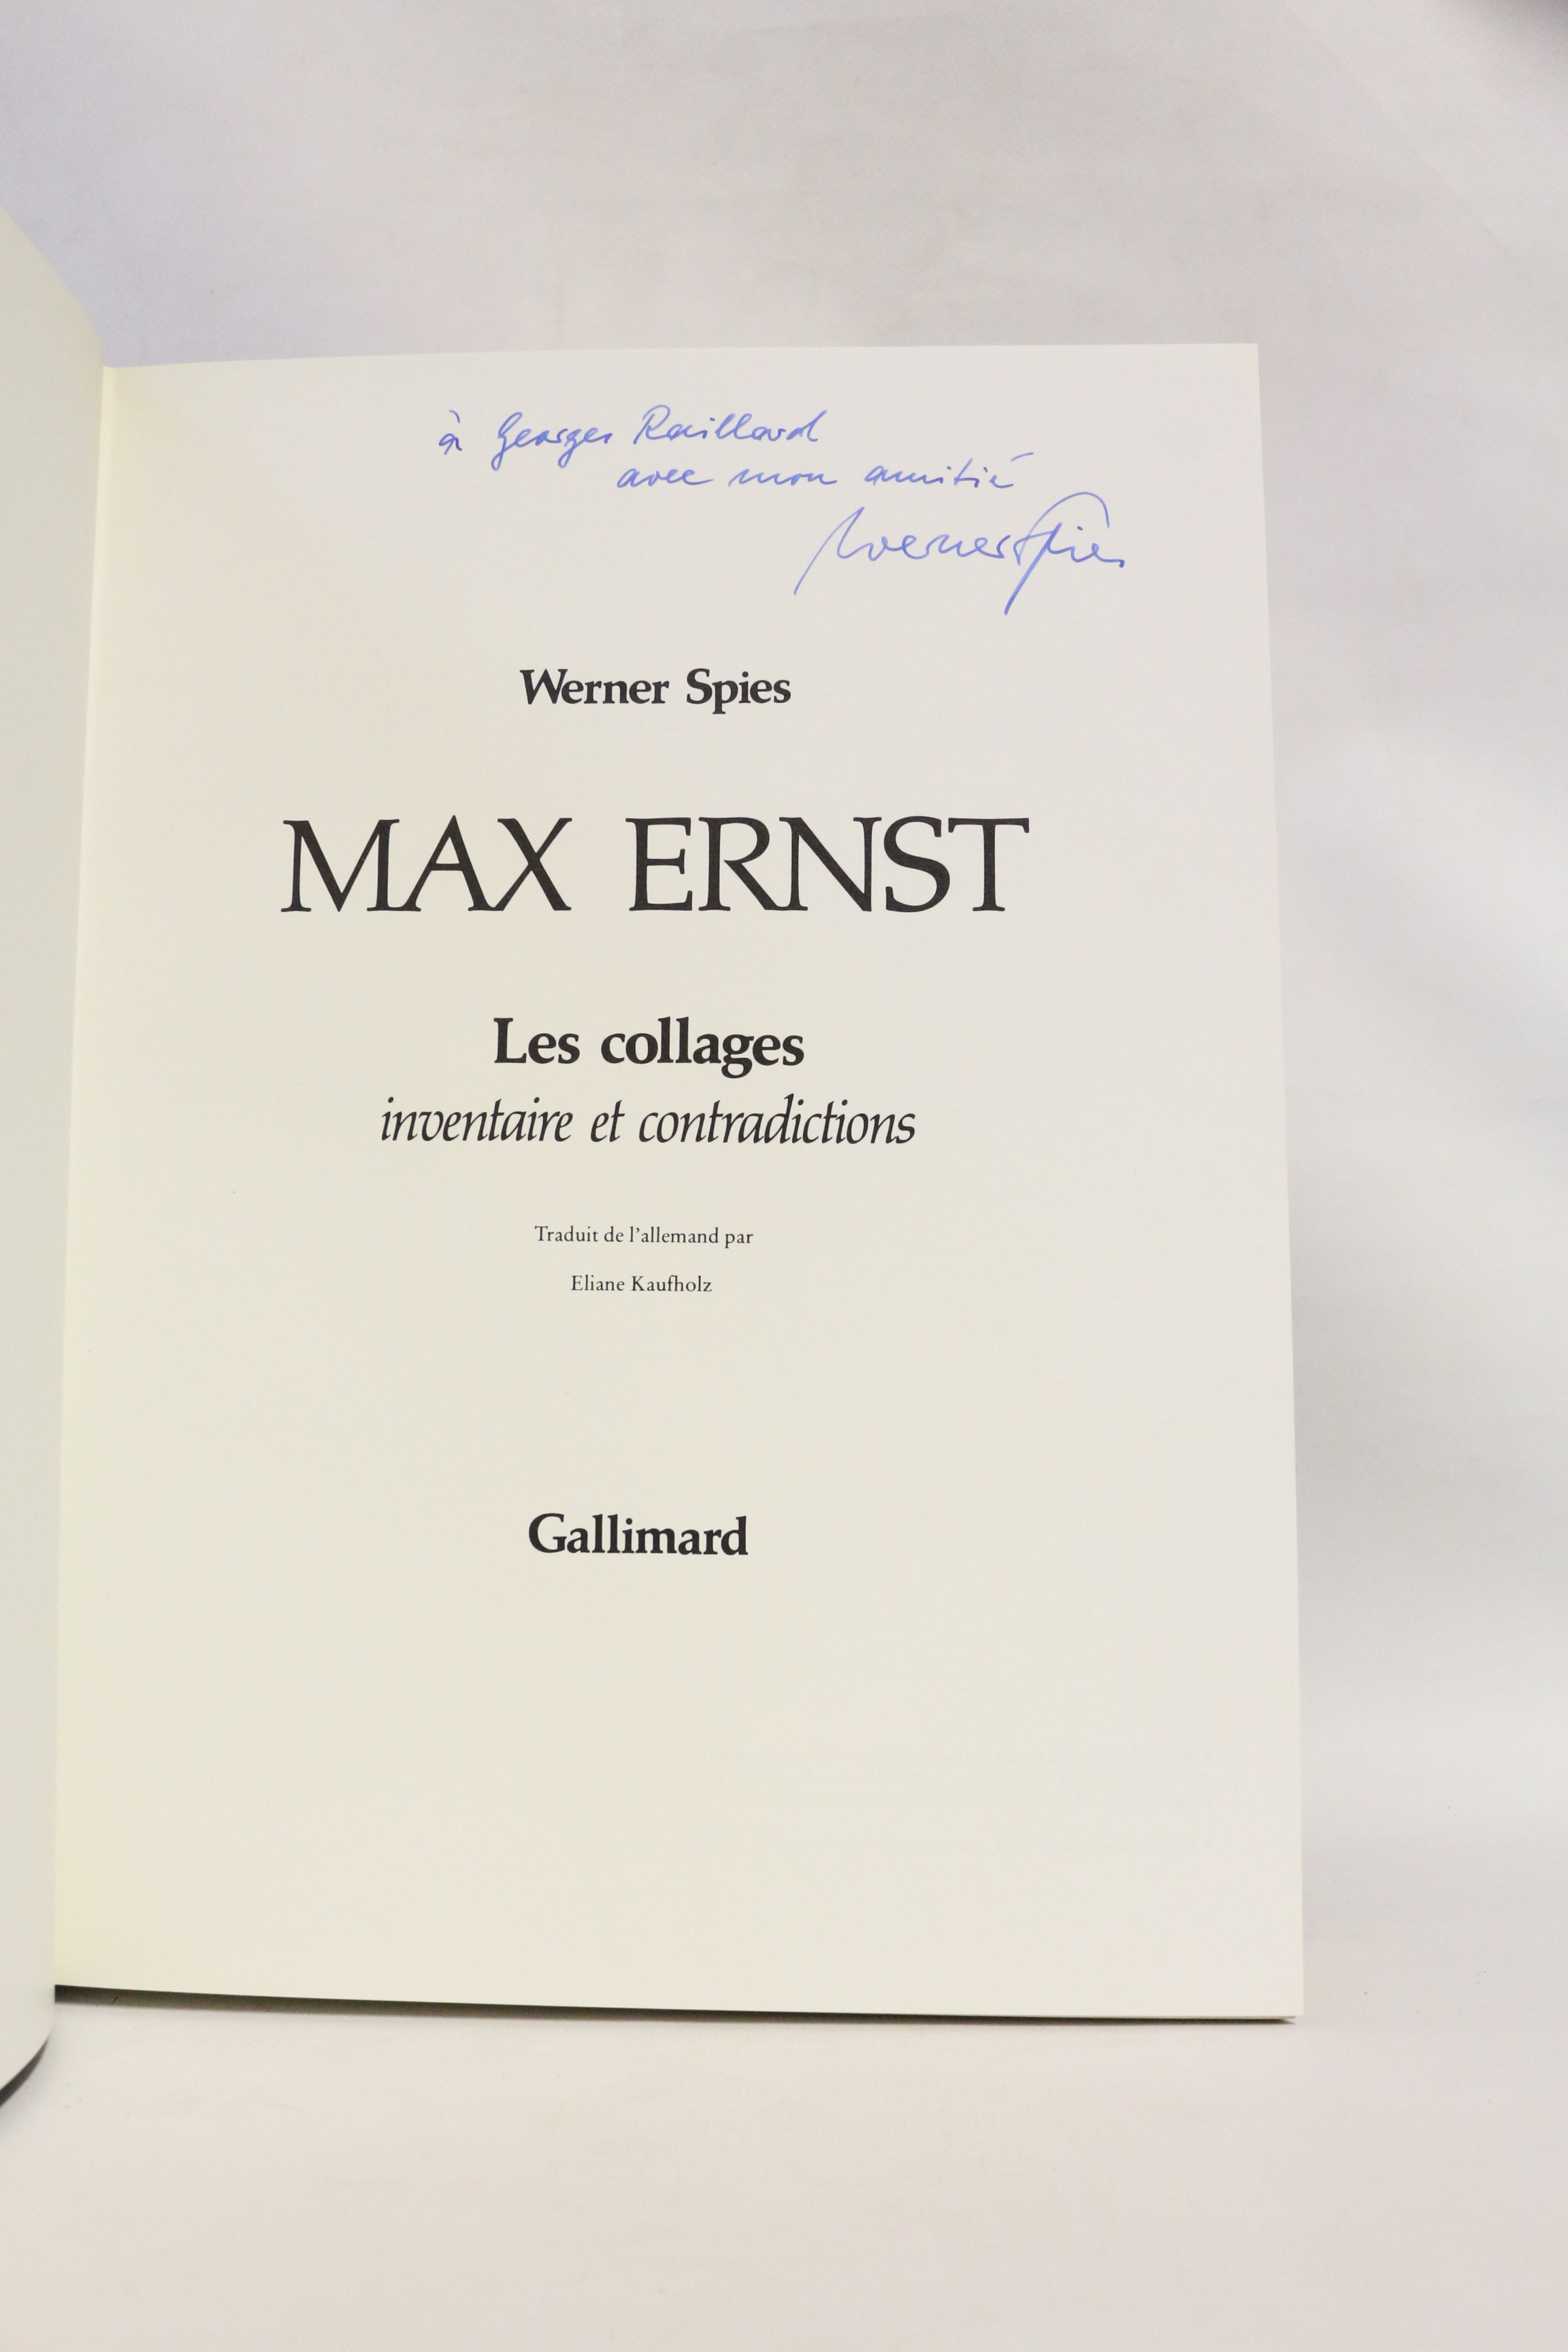 à Georges Raillard
avec mon amitié
Werner Spies
Werner Spies
MAX ERNST
Les collages
inventaire et contradictions
Traduit de l'allemand par
Eliane Kaufholz
Gallimard